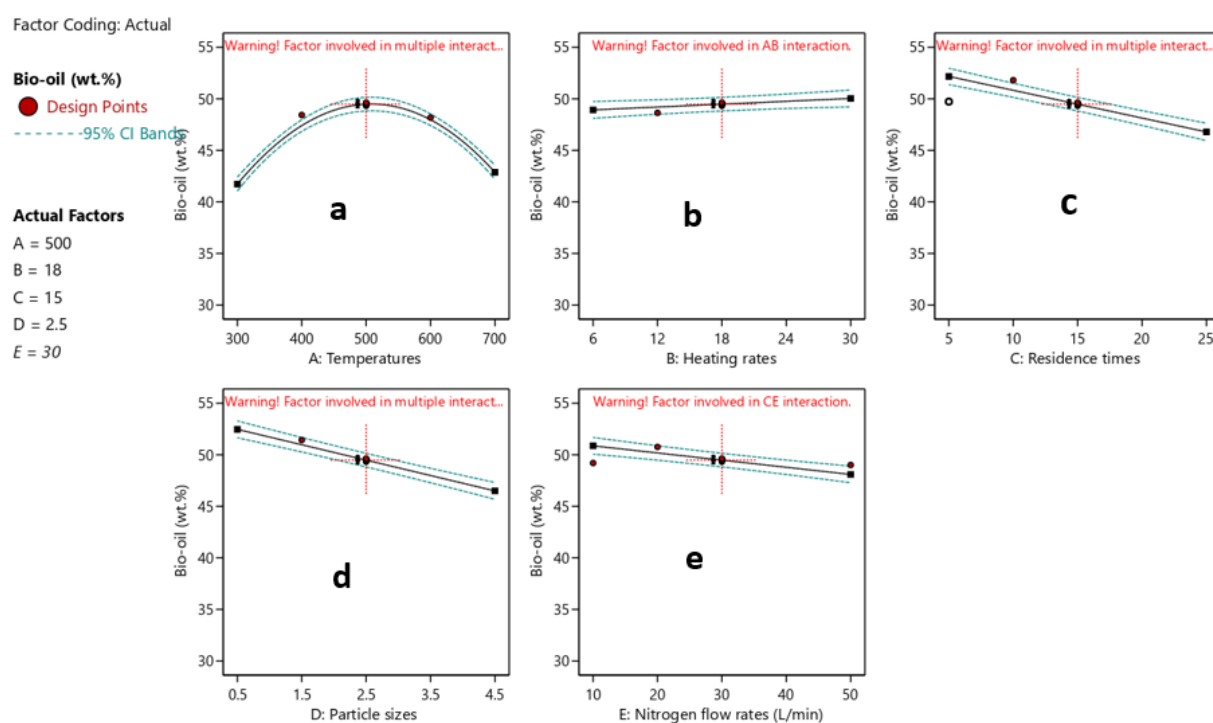 Factor Coding: Actual
Bio-oil (wt.%)
Design Points
95% CI Bands
Actual Factors
A = 500
B = 18
C = 15
D = 2.5
E = 30
Warning! Factor involved in multiple interact...
Bio-oil (wt.%)
55
50
45
40
35
30
a
300
400
500
600
700
A: Temperatures
Warning! Factor involved in AB interaction.
Bio-oil (wt.%)
55
50
45
40
35
30
b
6
12
18
24
30
B: Heating rates
Warning! Factor involved in multiple interact...
Bio-oil (wt.%)
55
50
45
40
35
30
c
5
10
15
20
25
C: Residence times
Warning! Factor involved in multiple interact...
Bio-oil (wt.%)
55
50
45
40
35
30
d
0.5
1.5
2.5
3.5
4.5
D: Particle sizes
Warning! Factor involved in CE interaction.
Bio-oil (wt.%)
55
50
45
40
35
30
e
10
20
30
40
50
E: Nitrogen flow rates (L/min)